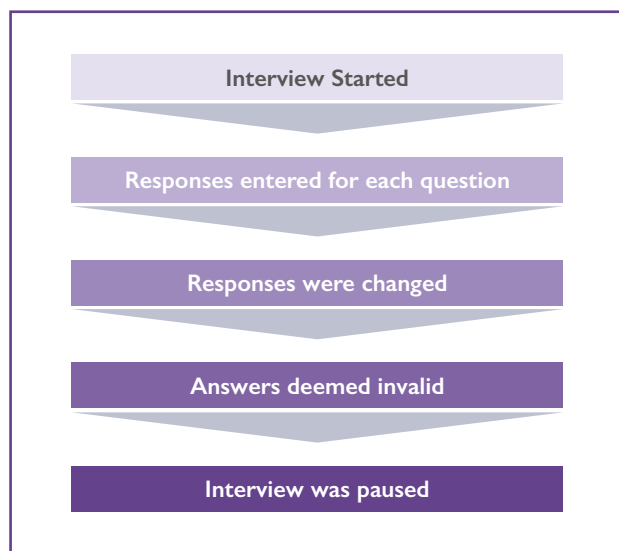 Interview Started
Responses entered for each question
Responses were changed
Answers deemed invalid
Interview was paused